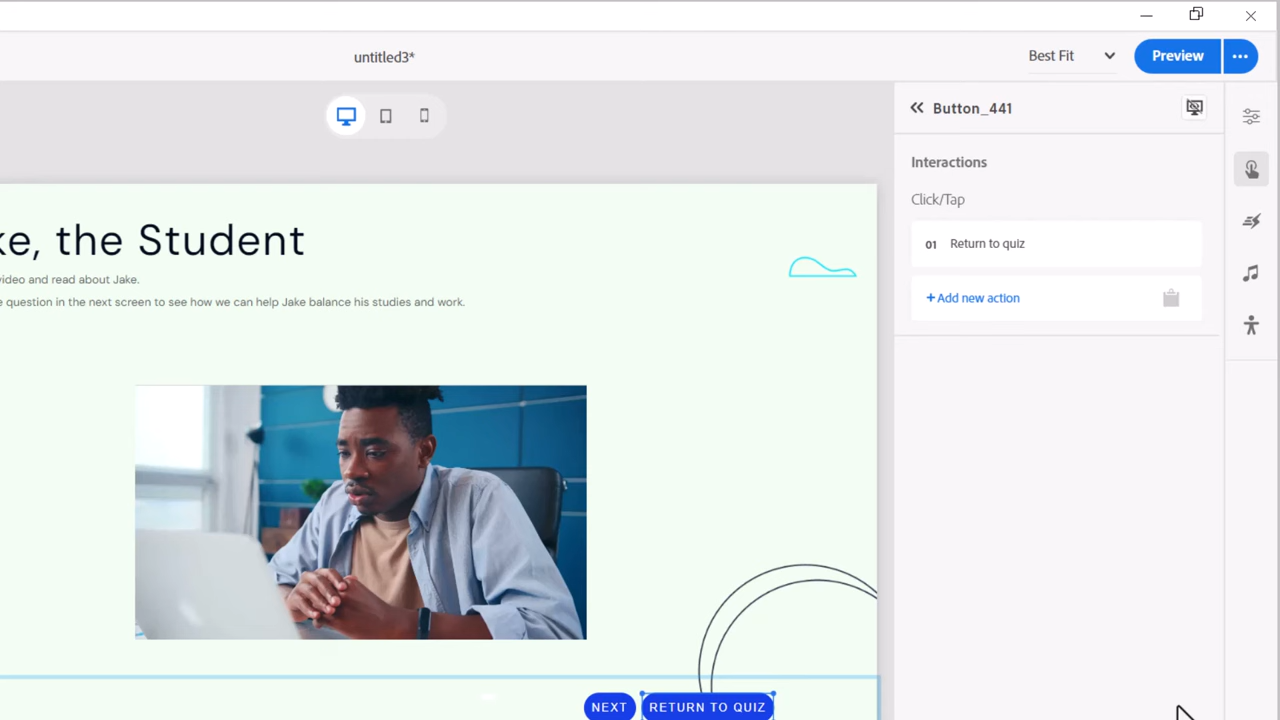 untitled3*
Best Fit
Preview
Button_441
Interactions
Click/Tap
01 Return to quiz
+ Add new action
ke, the Student
video and read about Jake.
e question in the next screen to see how we can help Jake balance his studies and work.
NEXT
RETURN TO QUIZ